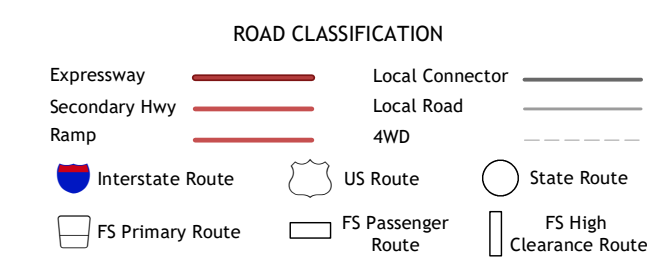 ROAD CLASSIFICATION
Expressway
Local Connector
Secondary Hwy
Local Road
Ramp
4WD
Interstate Route
US Route
State Route
FS Primary Route
FS Passenger
Route
FS High
Clearance Route